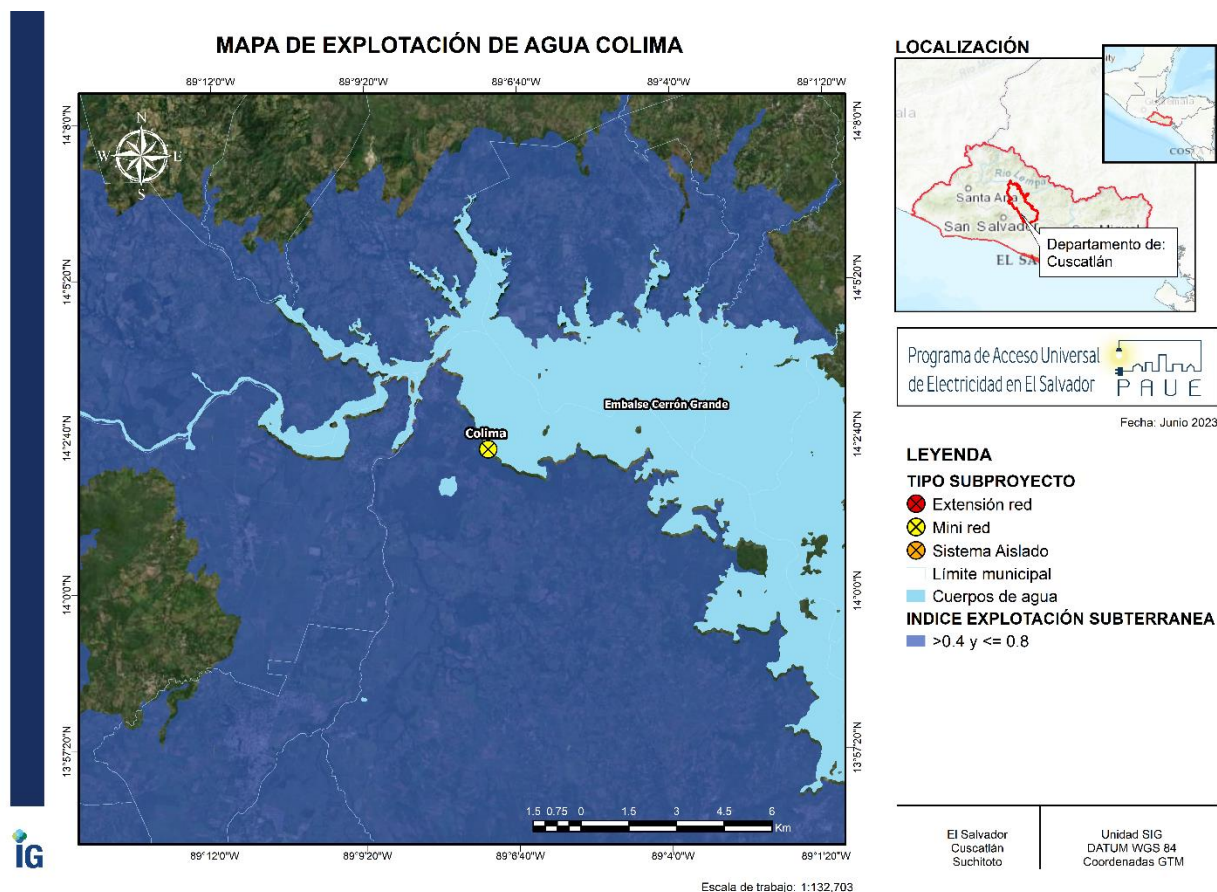 MAPA DE EXPLOTACIÓN DE AGUA COLIMA
89°12'0"W 89°9'20"W 89°6'40"W 89°4'0"W 89°1'20"W
14°8'0"N
14°5'20"N
14°2'40"N
14°0'0"N
13°57'20"N
N
W E
S
Embalse Cerrón Grande
Colima
1.5 0.75 0 1.5 3 4.5 6
Km
14°8'0"N
14°5'20"N
14°2'40"N
14°0'0"N
13°57'20"N
89°12'0"W 89°9'20"W 89°6'40"W 89°4'0"W 89°1'20"W
Escala de trabajo: 1:132,703
IG
LOCALIZACIÓN
Río Lempa
Santa Ana
San Salvador
EL SA
Departamento de:
Cuscatlán
COS
Programa de Acceso Universal
de Electricidad en El Salvador
PAUE
Fecha: Junio 2023
LEYENDA
TIPO SUBPROYECTO
Extensión red
Mini red
Sistema Aislado
Límite municipal
Cuerpos de agua
INDICE EXPLOTACIÓN SUBTERRANEA
>0.4 y <= 0.8
El Salvador
Cuscatlán
Suchitoto
Unidad SIG
DATUM WGS 84
Coordenadas GTM